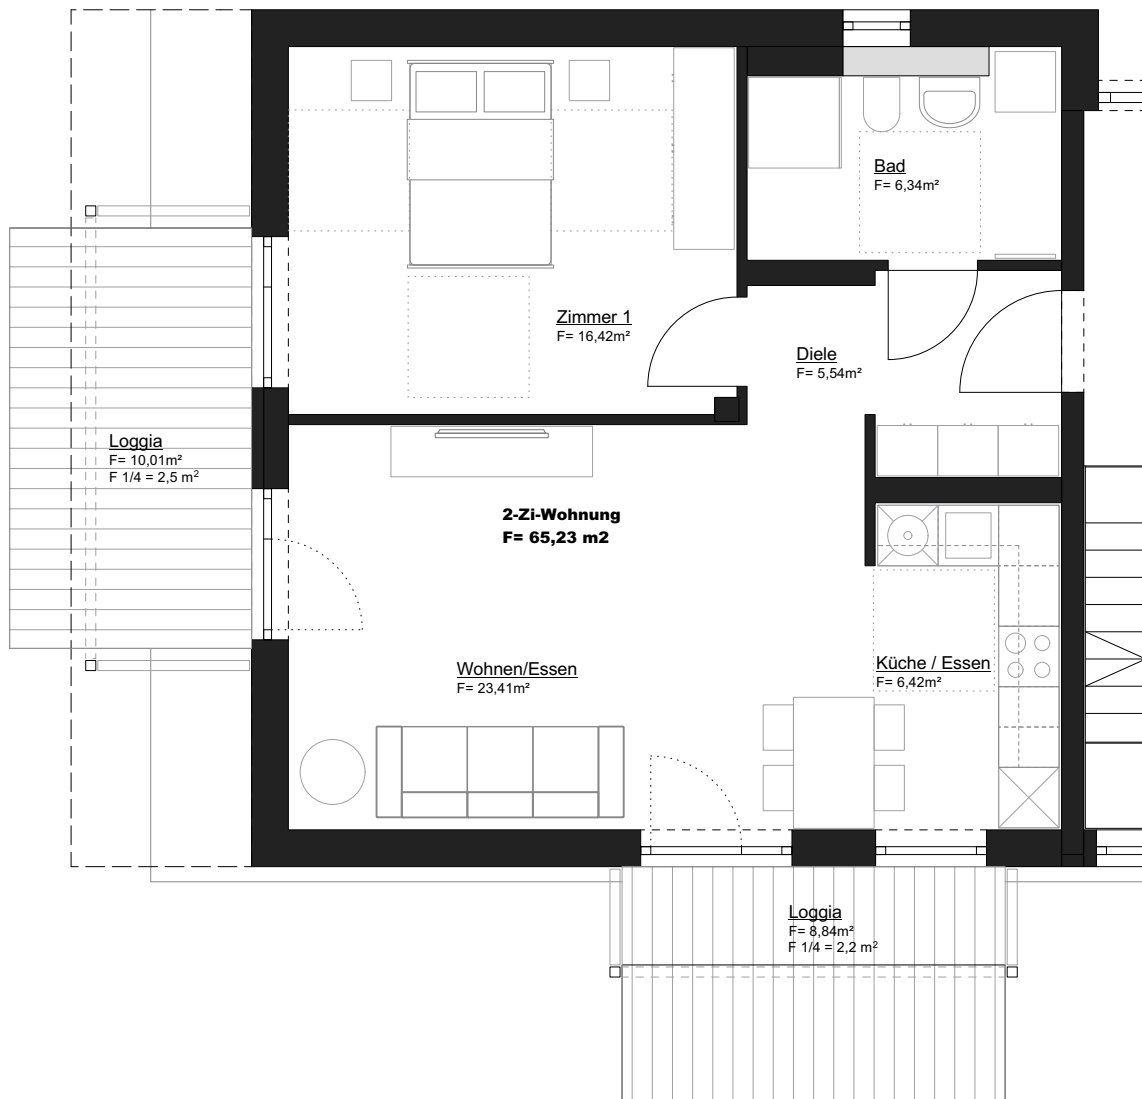 Bad
F= 6,34m²
Zimmer 1
F= 16,42m²
Diele
F= 5,54m²
Loggia
F= 10,01m²
F 1/4 = 2,5 m²
2-Zi-Wohnung
F= 65,23 m2
Wohnen/Essen
F= 23,41m²
Küche / Essen
F= 6,42m²
Loggia
F= 8,84m²
F 1/4 = 2,2 m²